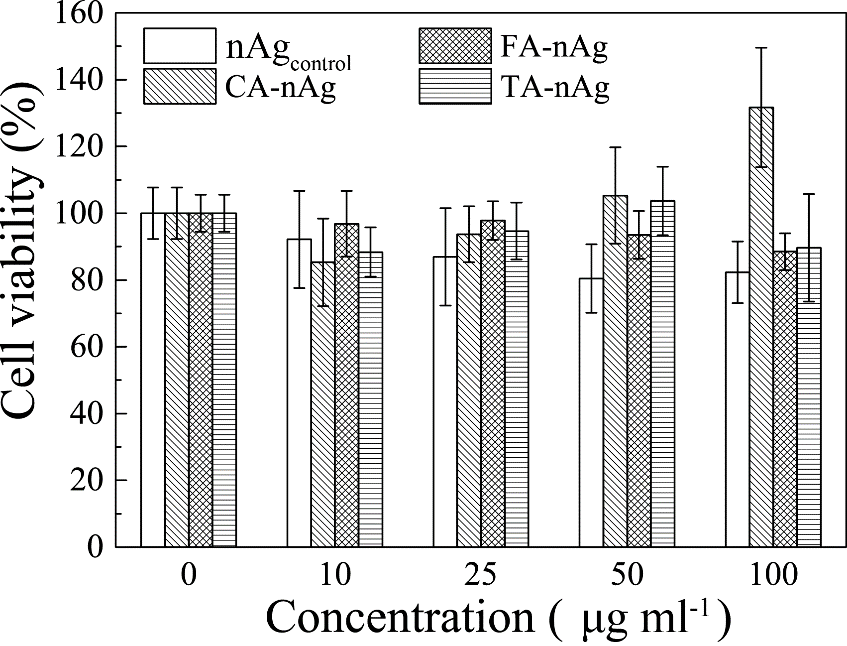 160
140
120
100
80
60
40
20
0
Cell viability (%)
nAgcontrol
FA-nAg
CA-nAg
TA-nAg
0 10 25 50 100
Concentration ( μg ml-1)